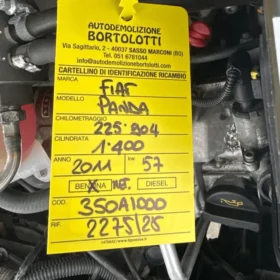 AUTODEMOLIZIONE
BORTOLOTTI
Via Sagittario, 2 - 40037 SASSO MARCONI (BO)
Tel. 051 6781044
info@autodemolizionebortolotti.com
CARTELLINO DI IDENTIFICAZIONE RICAMBIO
MARCA
FIAT
MODELLO
PANDA
CHILOMETRAGGIO
225.904
CILINDRATA
1.400
ANNO 2011 kw 57
BENZINA DIESEL
COD. 350A1000
RIF. 2275/25